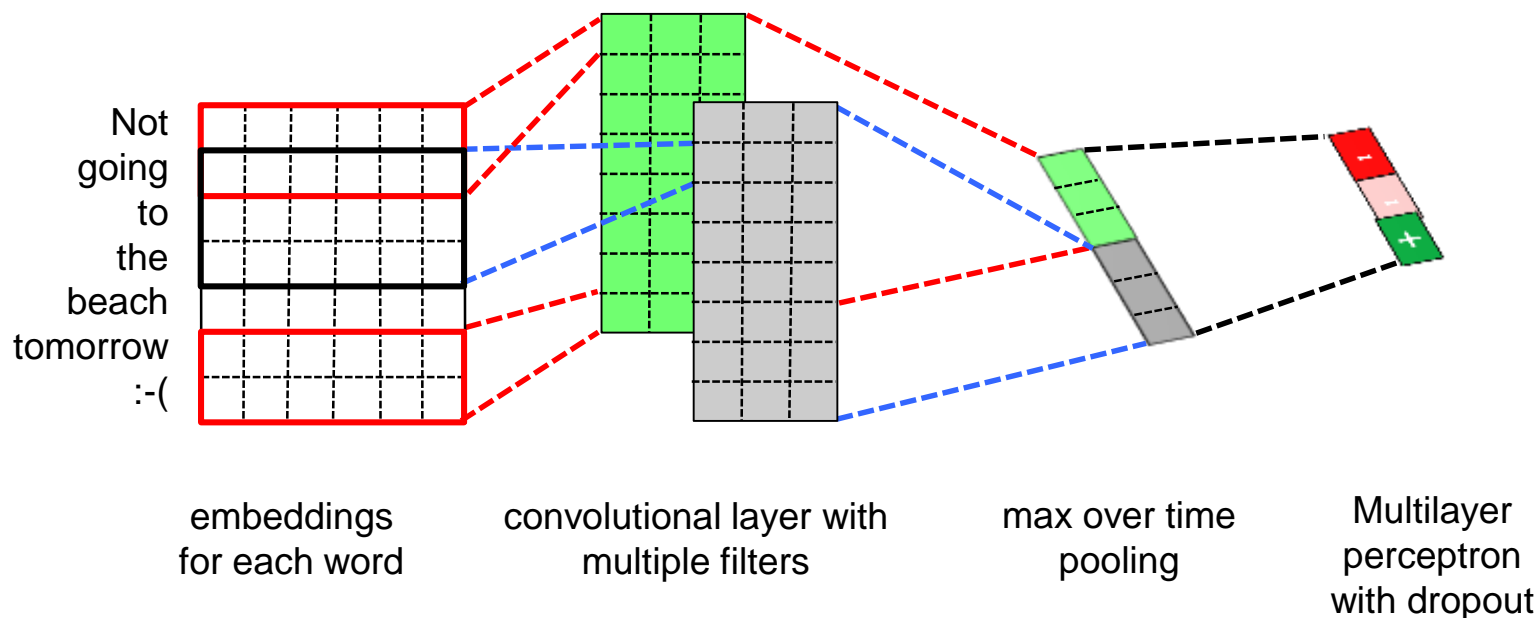 Not
going
to
the
beach
tomorrow
:-(
embeddings
for each word
convolutional layer with
multiple filters
max over time
pooling
Multilayer
perceptron
with dropout